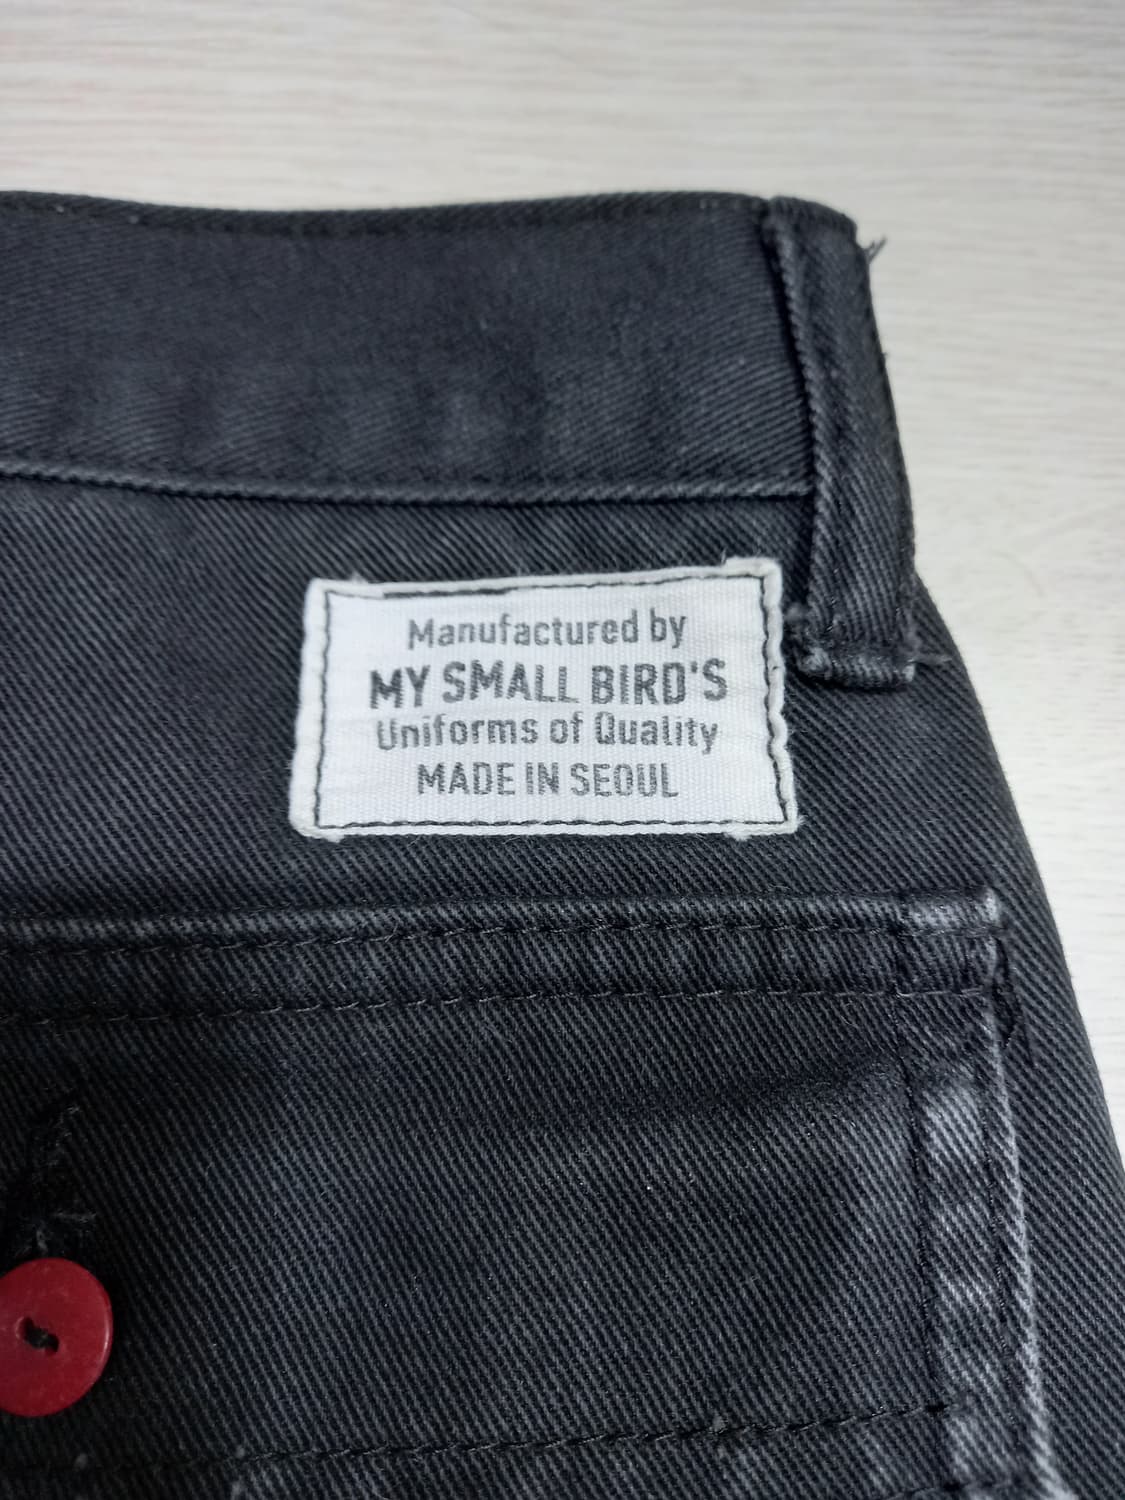 Manufactured by
MY SMALL BIRD'S
Uniforms of Quality
MADE IN SEOUL